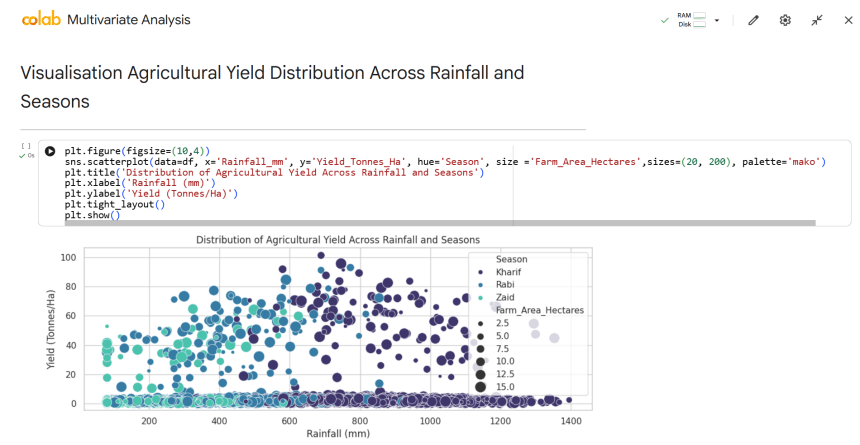 colab Multivariate Analysis
RAM
Disk
Visualisation Agricultural Yield Distribution Across Rainfall and
Seasons
[ ]
0s
plt.figure(figsize=(10,4))
sns.scatterplot(data=df, x='Rainfall_mm', y='Yield_Tonnes_Ha', hue='Season', size ='Farm_Area_Hectares',sizes=(20, 200), palette='mako')
plt.title('Distribution of Agricultural Yield Across Rainfall and Seasons')
plt.xlabel('Rainfall (mm)')
plt.ylabel('Yield (Tonnes/Ha)')
plt.tight_layout()
plt.show()
Distribution of Agricultural Yield Across Rainfall and Seasons
Yield (Tonnes/Ha)
100
80
60
40
20
0
Season
Kharif
Rabi
Zaid
Farm_Area_Hectares
2.5
5.0
7.5
10.0
12.5
15.0
200 400 600 800 1000 1200 1400
Rainfall (mm)